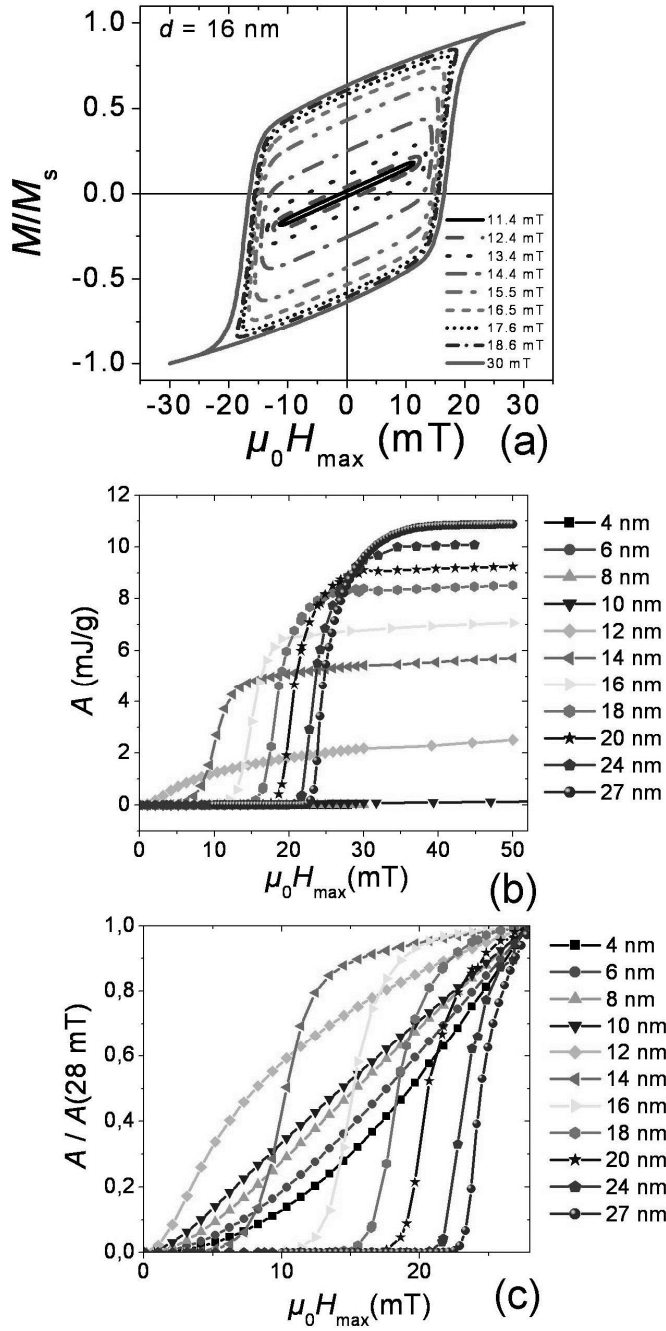 d = 16 nm
M/Ms
1.0
0.5
0.0
-0.5
-1.0
11.4 mT
12.4 mT
13.4 mT
14.4 mT
15.5 mT
16.5 mT
17.6 mT
18.6 mT
30 mT
-30 -20 -10 0 10 20 30
μ0Hmax (mT)
(a)
A (mJ/g)
12
10
8
6
4
2
0
4 nm
6 nm
8 nm
10 nm
12 nm
14 nm
16 nm
18 nm
20 nm
24 nm
27 nm
0 10 20 30 40 50
μ0Hmax (mT)
(b)
A / A(28 mT)
1,0
0,8
0,6
0,4
0,2
0,0
4 nm
6 nm
8 nm
10 nm
12 nm
14 nm
16 nm
18 nm
20 nm
24 nm
27 nm
0 10 20
μ0Hmax (mT)
(c)